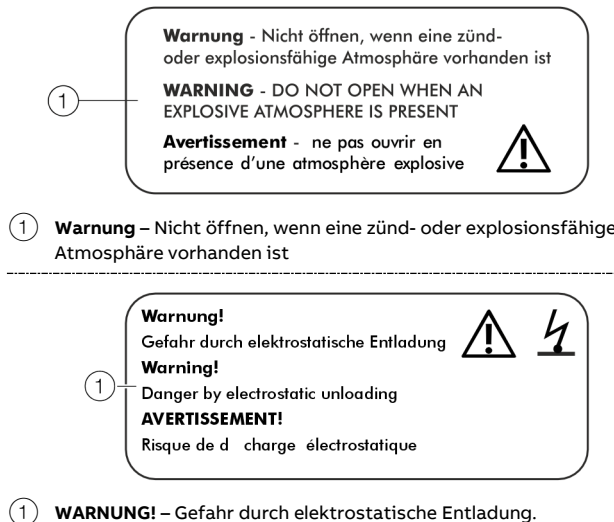 Warnung - Nicht öffnen, wenn eine zünd-
oder explosionsfähige Atmosphäre vorhanden ist
WARNING - DO NOT OPEN WHEN AN
EXPLOSIVE ATMOSPHERE IS PRESENT
Avertissement - ne pas ouvrir en
présence d'une atmosphère explosive
1
1 Warnung – Nicht öffnen, wenn eine zünd- oder explosionsfähige
Atmosphäre vorhanden ist
Warnung!
Gefahr durch elektrostatische Entladung
Warning!
1
Danger by electrostatic unloading
AVERTISSEMENT!
Risque de d charge électrostatique
1 WARNUNG! – Gefahr durch elektrostatische Entladung.